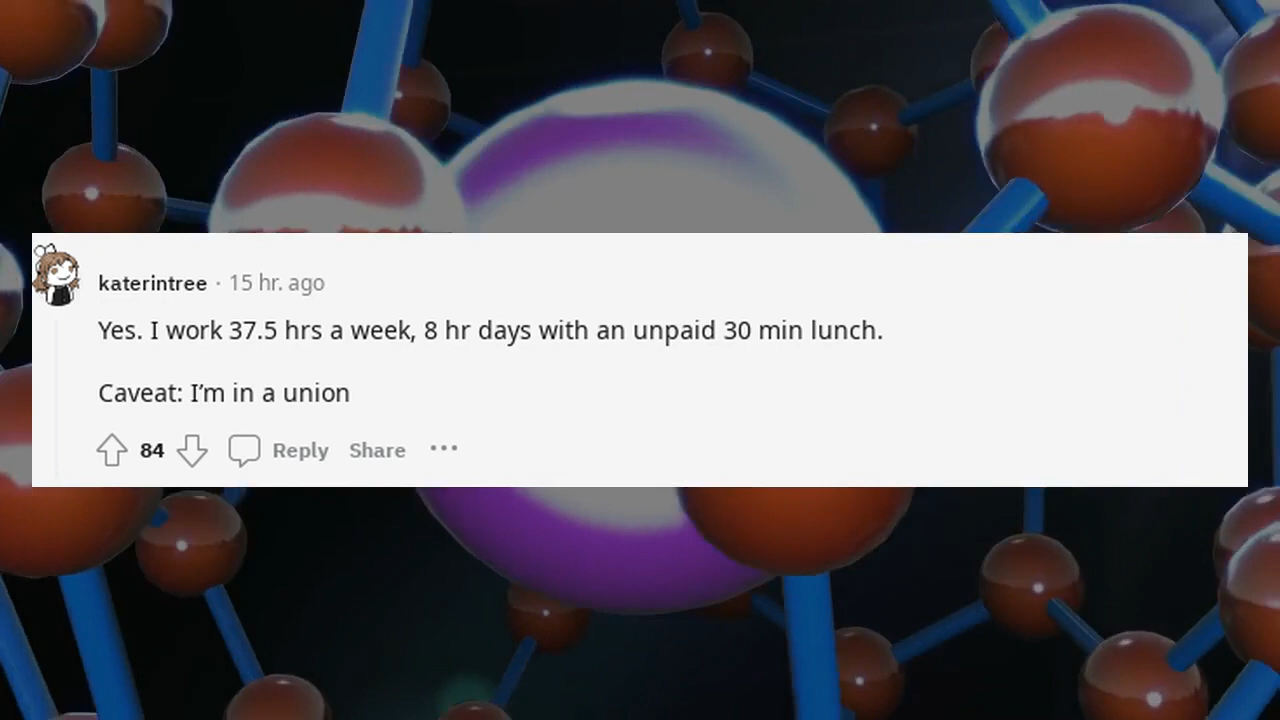 katerintree · 15 hr. ago
Yes. I work 37.5 hrs a week, 8 hr days with an unpaid 30 min lunch.
Caveat: I’m in a union
84 Reply Share ···